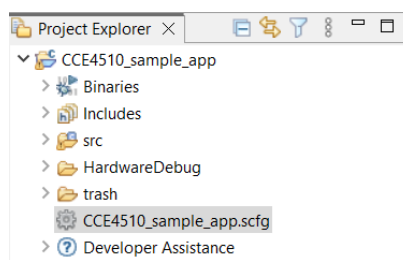 Project Explorer
CCE4510_sample_app
Binaries
Includes
src
HardwareDebug
trash
CCE4510_sample_app.scfg
Developer Assistance